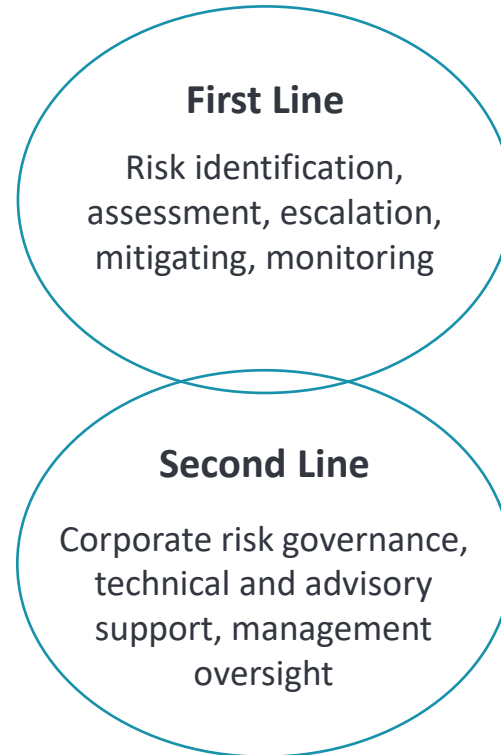 First Line
Risk identification,
assessment, escalation,
mitigating, monitoring
Second Line
Corporate risk governance,
technical and advisory
support, management
oversight